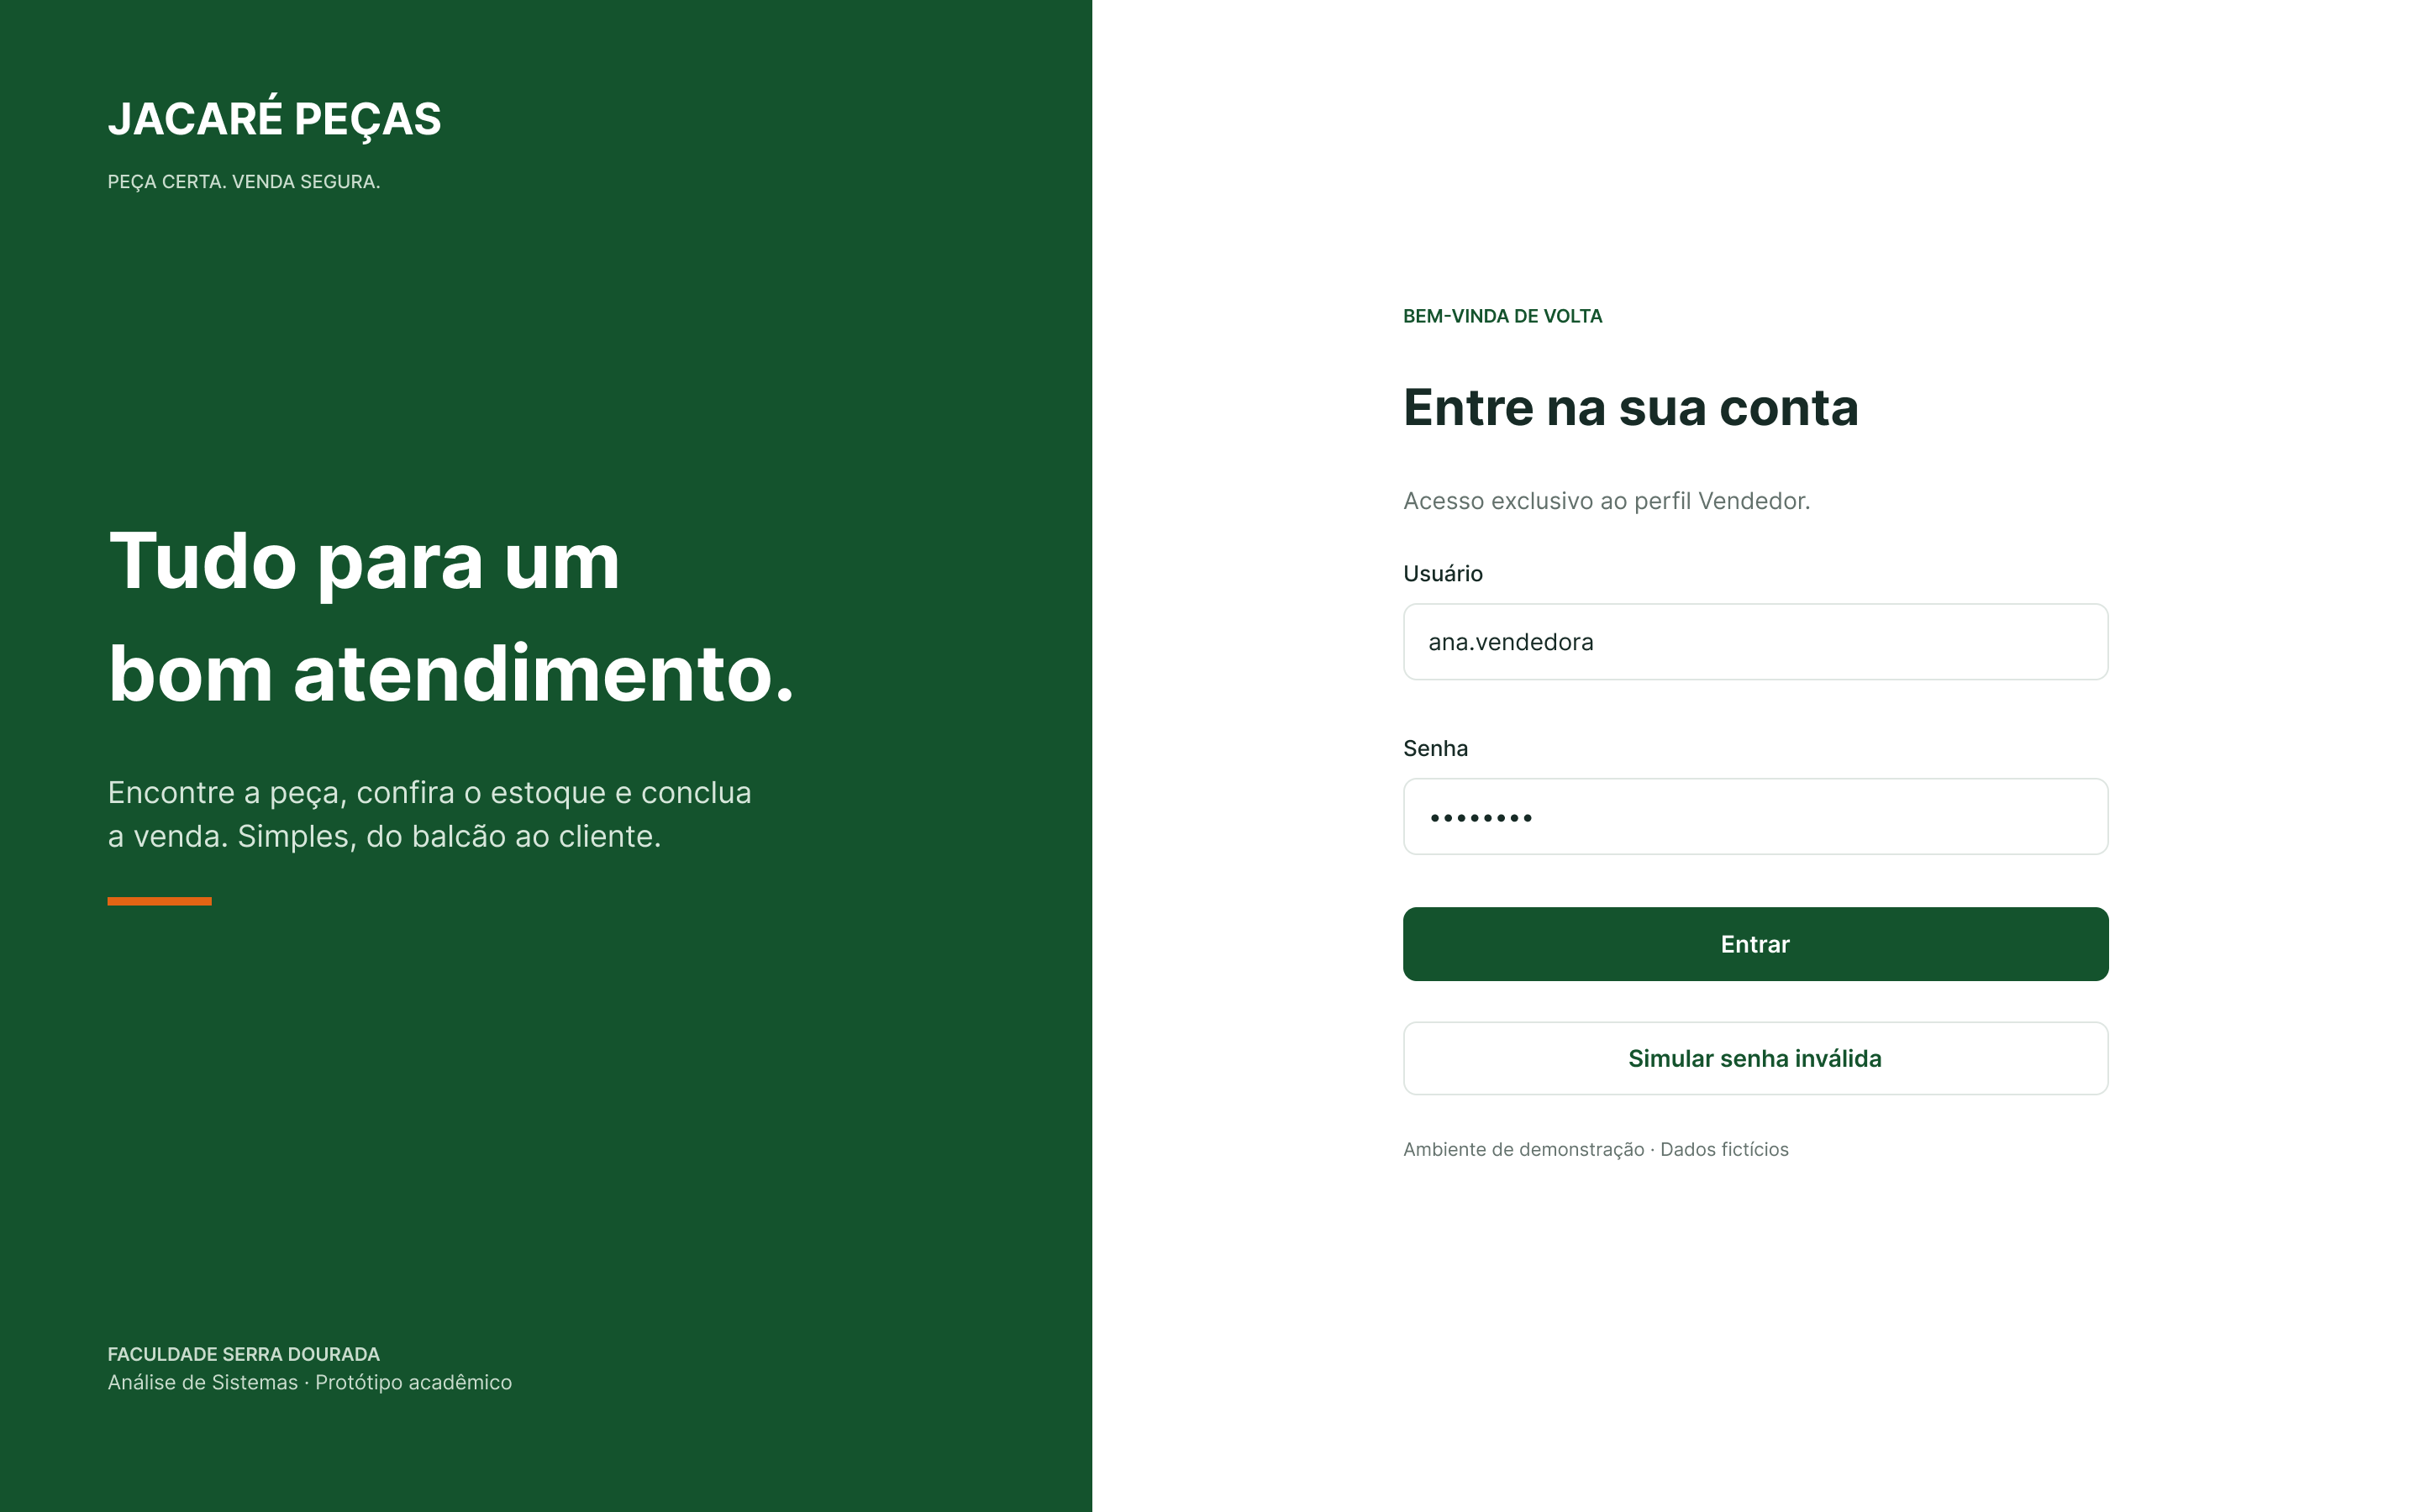 JACARÉ PEÇAS
PEÇA CERTA. VENDA SEGURA.
Tudo para um
bom atendimento.
Encontre a peça, confira o estoque e conclua
a venda. Simples, do balcão ao cliente.
FACULDADE SERRA DOURADA
Análise de Sistemas · Protótipo acadêmico
BEM-VINDA DE VOLTA
Entre na sua conta
Acesso exclusivo ao perfil Vendedor.
Usuário
ana.vendedora
Senha
••••••••
Entrar
Simular senha inválida
Ambiente de demonstração · Dados fictícios